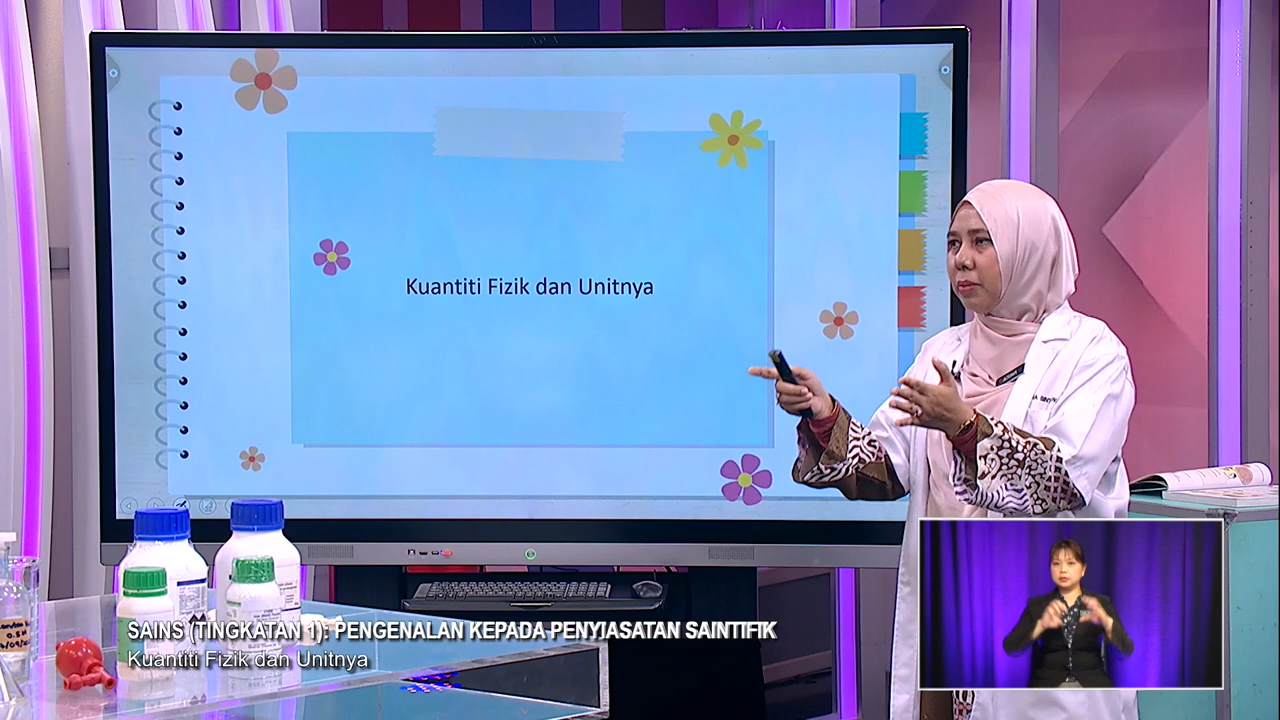 Kuantiti Fizik dan Unitnya
SAINS (TINGKATAN 1): PENGENALAN KEPADA PENYIASATAN SAINTIFIK
Kuantiti Fizik dan Unitnya